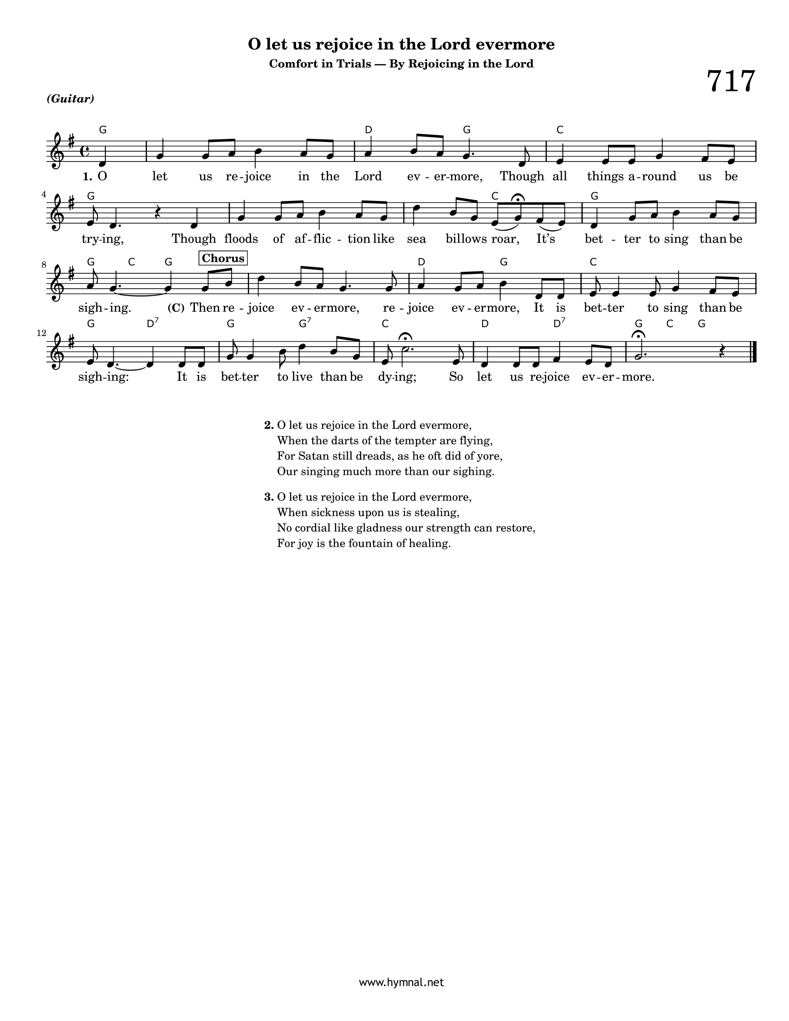 O let us rejoice in the Lord evermore
Comfort in Trials — By Rejoicing in the Lord
717
(Guitar)
G D G C
1. O let us re-joice in the Lord ev - er-more, Though all things a-round us be
4 G C G
try-ing, Though floods of af-flic - tion like sea billows roar, It's bet - ter to sing than be
8 G C G Chorus D G C
sigh-ing. (C) Then re - joice ev - ermore, re - joice ev - ermore, It is bet-ter to sing than be
12 G D7 G G7 C D D7 G C G
sigh-ing: It is bet-ter to live than be dy-ing; So let us re-joice ev-er-more.
2. O let us rejoice in the Lord evermore,
When the darts of the tempter are flying,
For Satan still dreads, as he oft did of yore,
Our singing much more than our sighing.
3. O let us rejoice in the Lord evermore,
When sickness upon us is stealing,
No cordial like gladness our strength can restore,
For joy is the fountain of healing.
www.hymnal.net